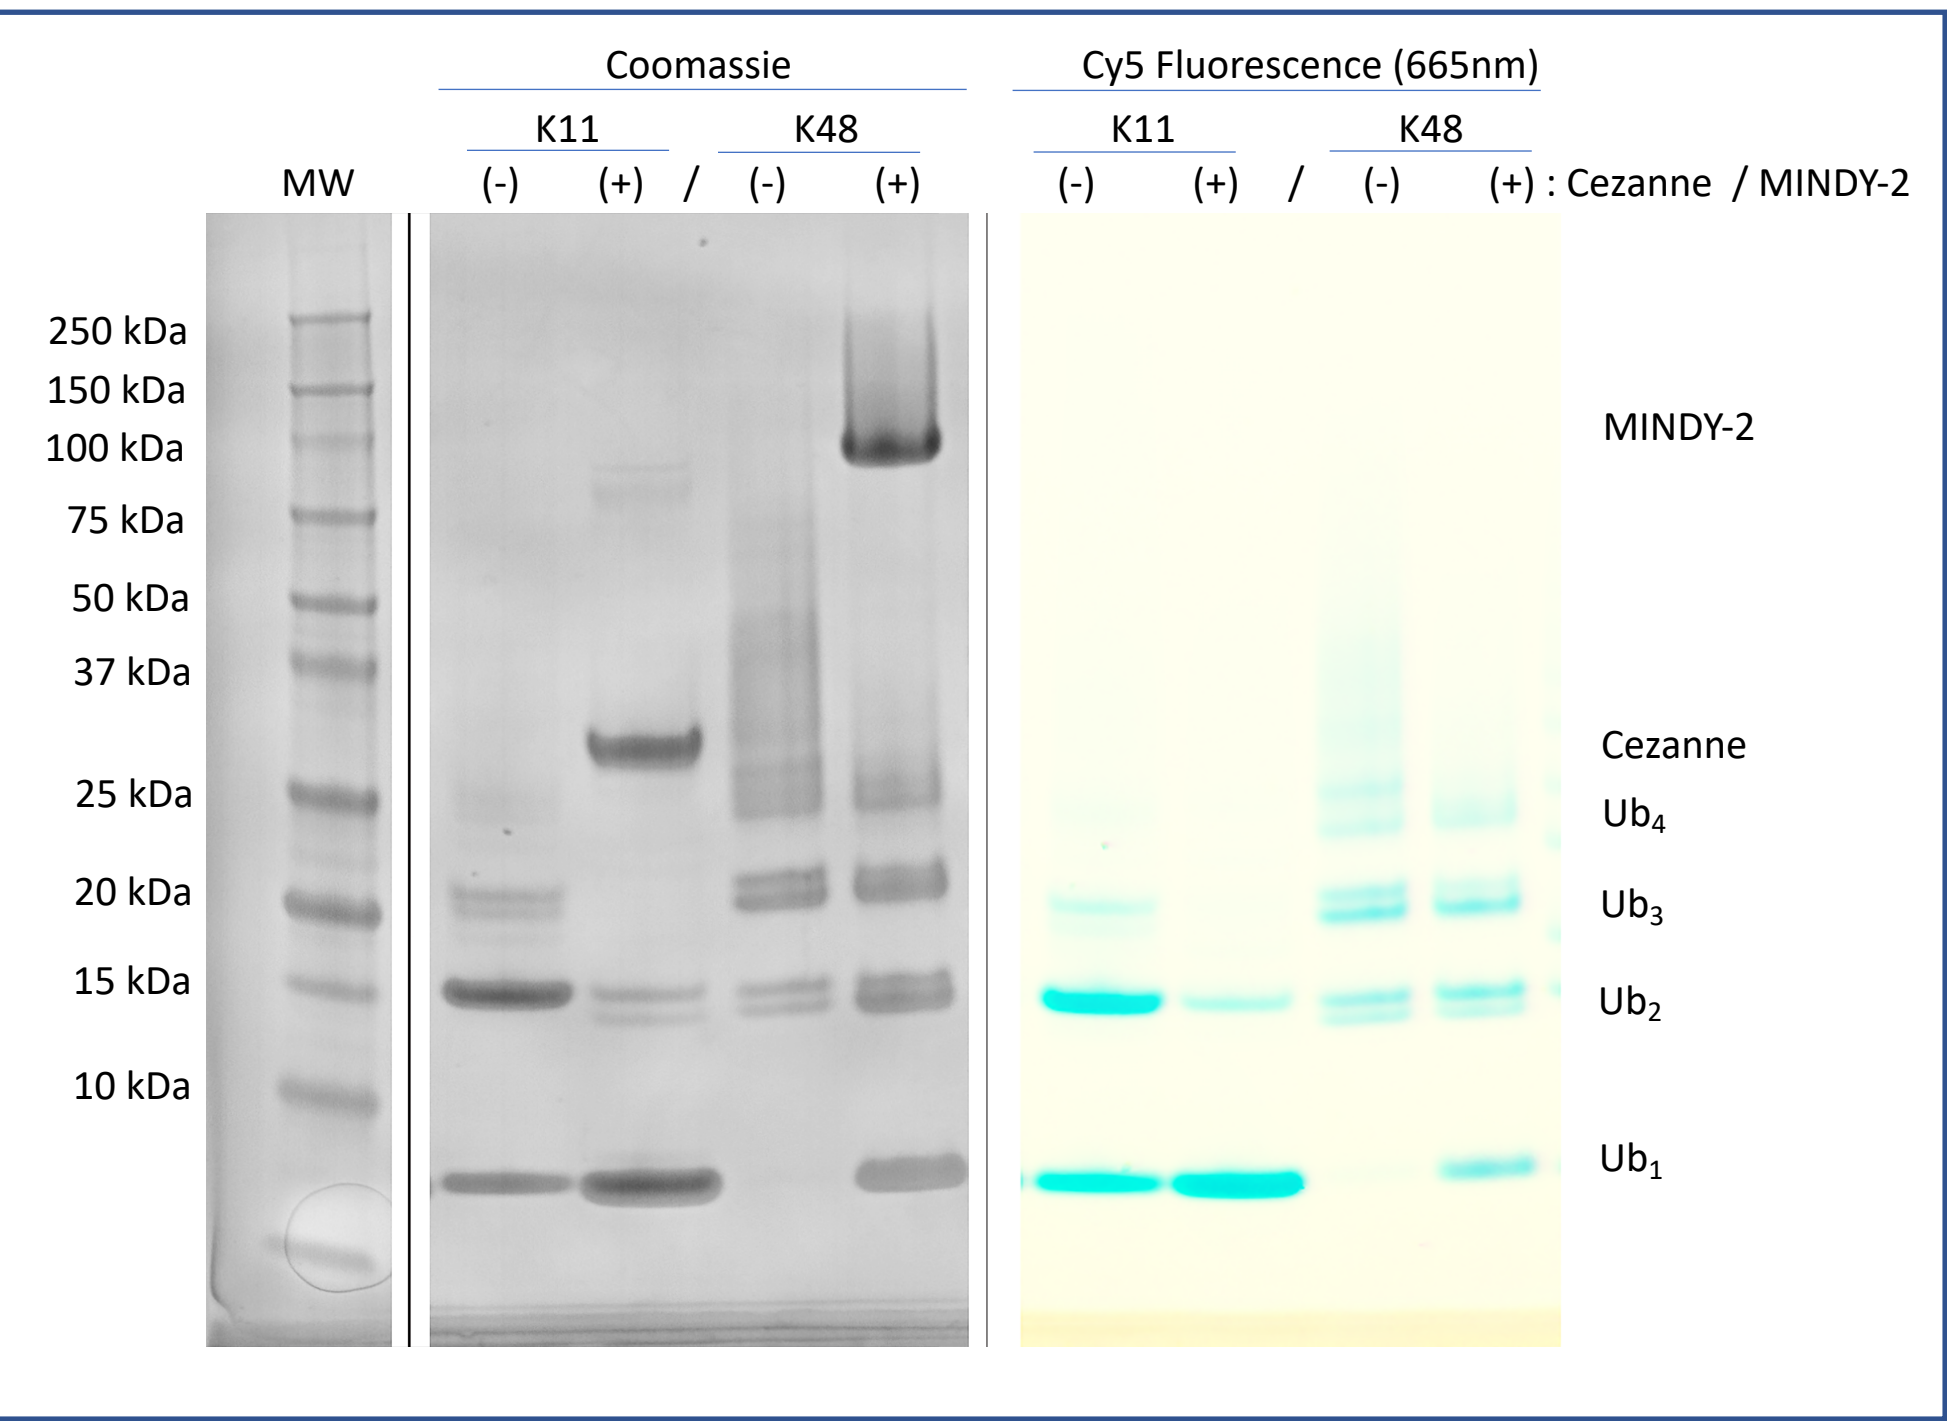 Coomassie
Cy5 Fluorescence (665nm)
K11
K48
K11
K48
MW
(-)
(+)
/
(-)
(+)
(-)
(+)
/
(-)
(+) : Cezanne / MINDY-2
250 kDa
150 kDa
100 kDa
75 kDa
50 kDa
37 kDa
25 kDa
20 kDa
15 kDa
10 kDa
MINDY-2
Cezanne
Ub₄
Ub₃
Ub₂
Ub₁